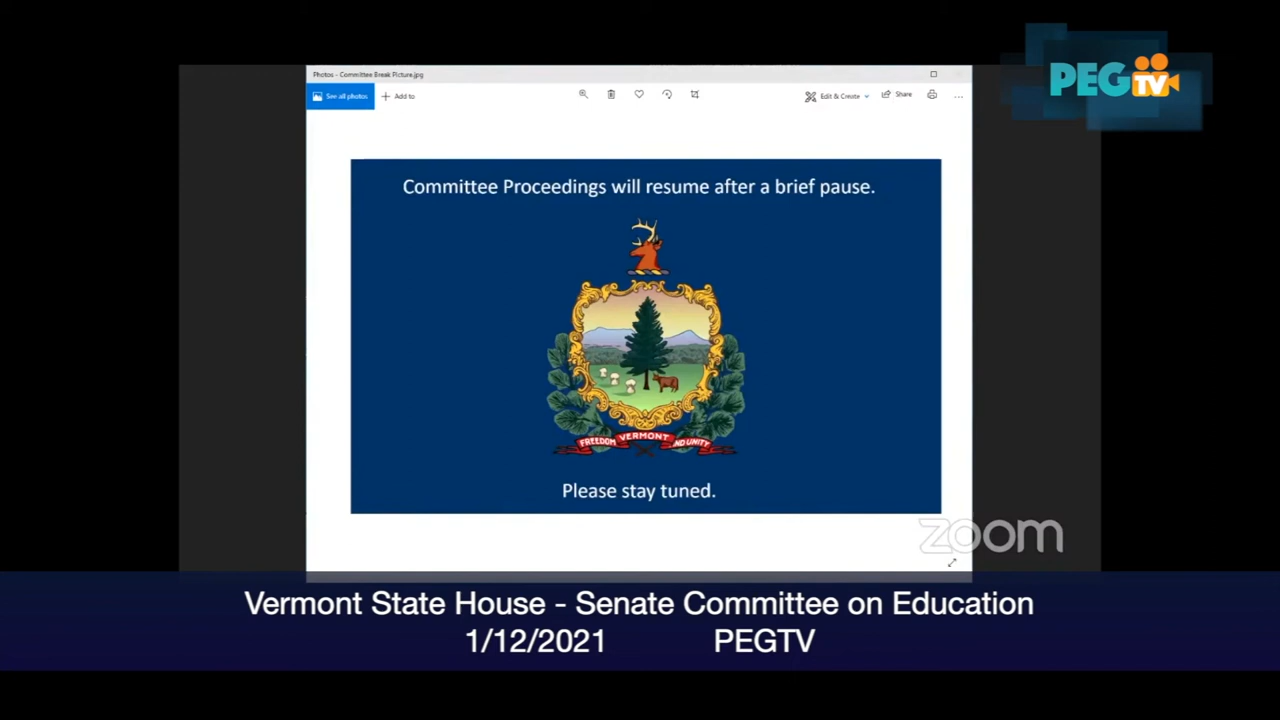 Photos - Committee Break Picture.jpg
PEG TV
See all photos
Add to
Edit & Create
Share
Committee Proceedings will resume after a brief pause.
FREEDOM VERMONT AND UNITY
Please stay tuned.
zoom
Vermont State House - Senate Committee on Education
1/12/2021 PEGTV